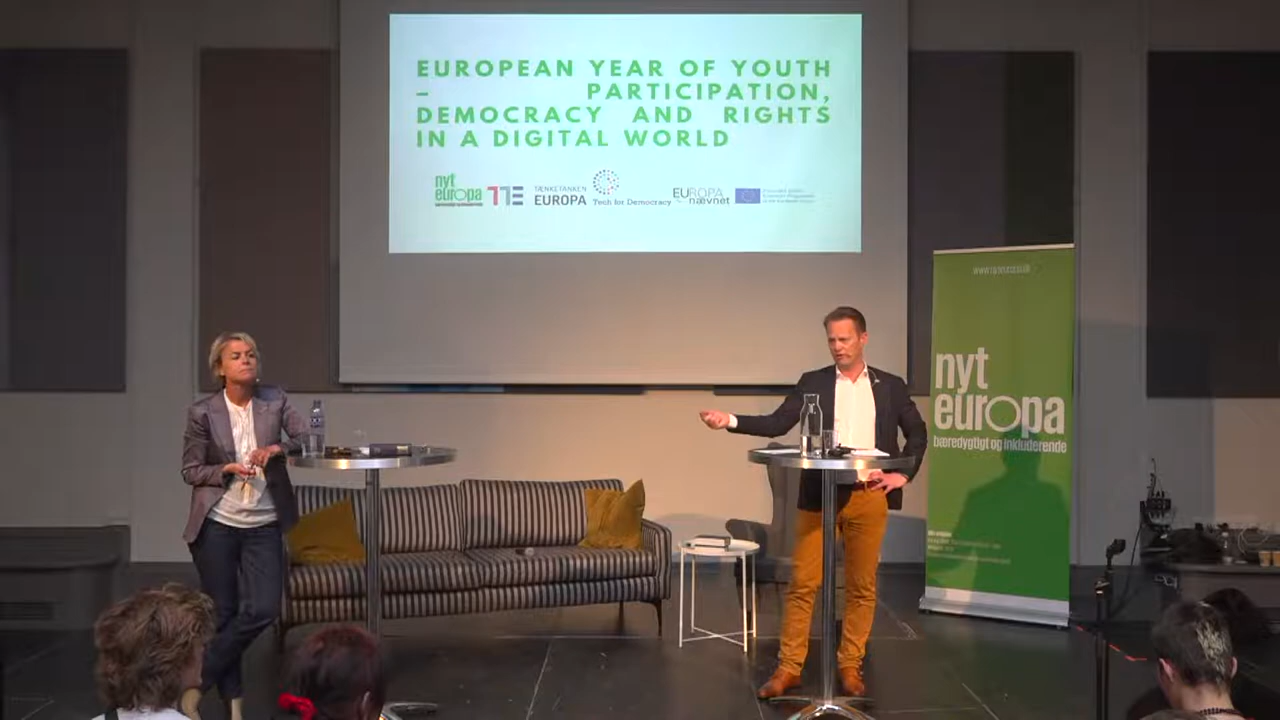 EUROPEAN YEAR OF YOUTH
– PARTICIPATION,
DEMOCRACY AND RIGHTS
IN A DIGITAL WORLD
nyt
europa
TTE
TÆNKETANKEN
EUROPA
Tech for Democracy
EUROPA
nævnet
nyt
europa
bæredygtigt og inkluderende